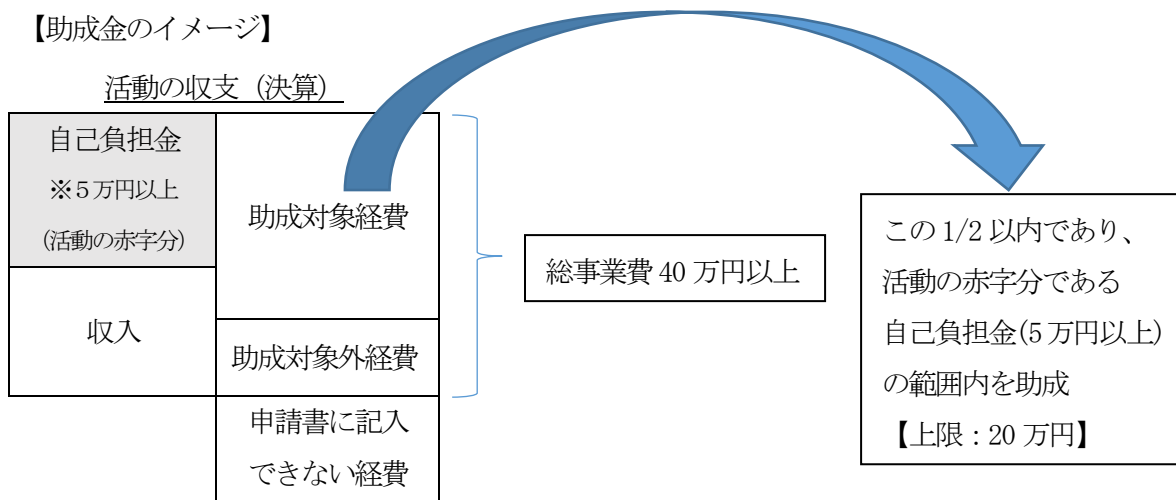 【助成金のイメージ】
活動の収支（決算）
自己負担金
※５万円以上
(活動の赤字分)
収入
助成対象経費
助成対象外経費
申請書に記入
できない経費
総事業費 40 万円以上
この 1/2 以内であり、
活動の赤字分である
自己負担金(５万円以上)
の範囲内を助成
【上限：20 万円】